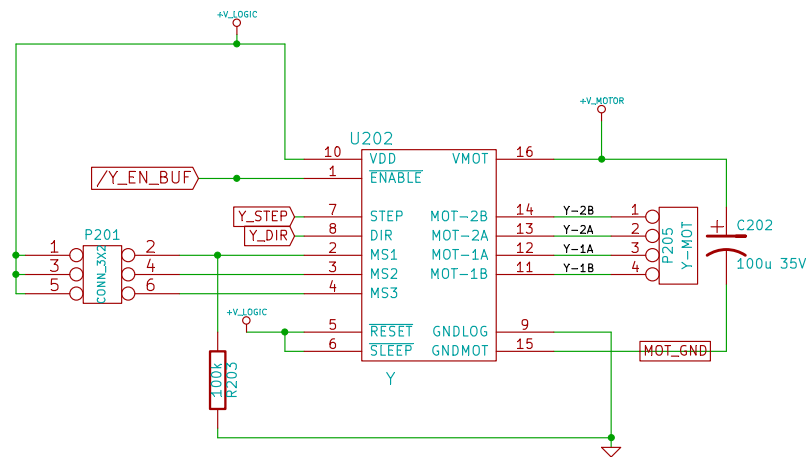 +V_LOGIC
+V_MOTOR
U202
10 VDD VMOT 16
/Y_EN_BUF 1 ENABLE
Y_STEP 7 STEP MOT-2B 14 Y-2B 1
Y_DIR 8 DIR MOT-2A 13 Y-2A 2
P201
1 2 2 MS1 MOT-1A 12 Y-1A 3
3 4 3 MS2 MOT-1B 11 Y-1B 4
5 6 4 MS3
CONN_3X2
P205
Y-MOT
C202
100u 35V
+V_LOGIC
5 RESET GNDLOG 9
6 SLEEP GNDMOT 15 MOT_GND
Y
100k
R203